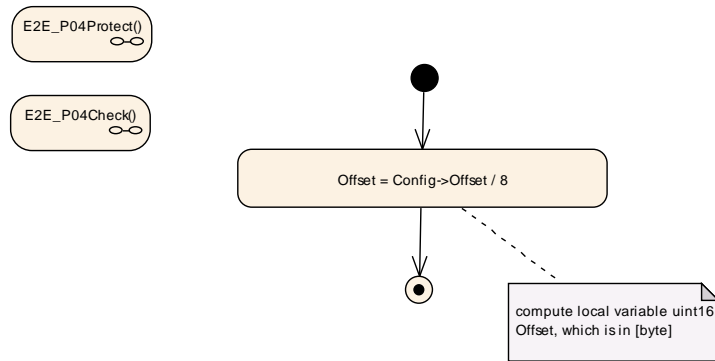 E2E_P04Protect()
E2E_P04Check()
Offset = Config->Offset / 8
compute local variable uint16
Offset, which is in [byte]